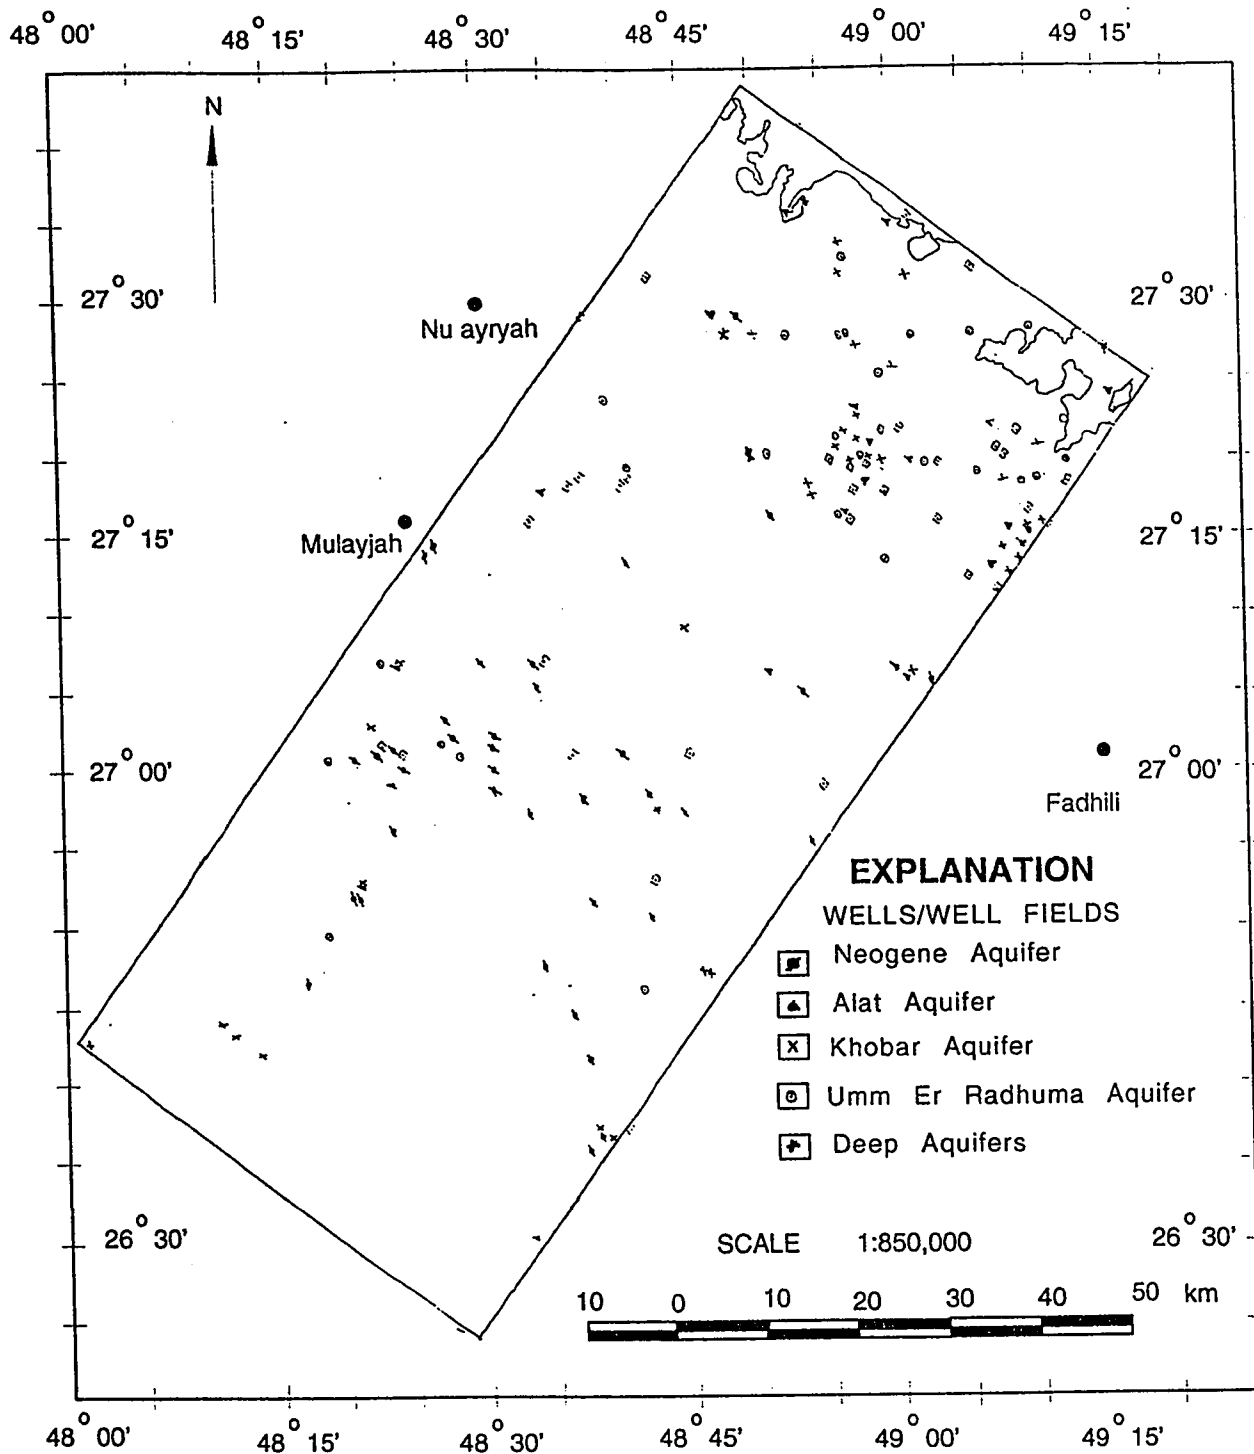 48° 00' 48° 15' 48° 30' 48° 45' 49° 00' 49° 15'
N
27° 30' 27° 30'
Nu ayryah
Mulayjah
27° 15' 27° 15'
27° 00' 27° 00'
Fadhili
EXPLANATION
WELLS/WELL FIELDS
Neogene Aquifer
Alat Aquifer
Khobar Aquifer
Umm Er Radhuma Aquifer
Deep Aquifers
26° 30' 26° 30'
SCALE 1:850,000
10 0 10 20 30 40 50 km
48° 00' 48° 15' 48° 30' 48° 45' 49° 00' 49° 15'